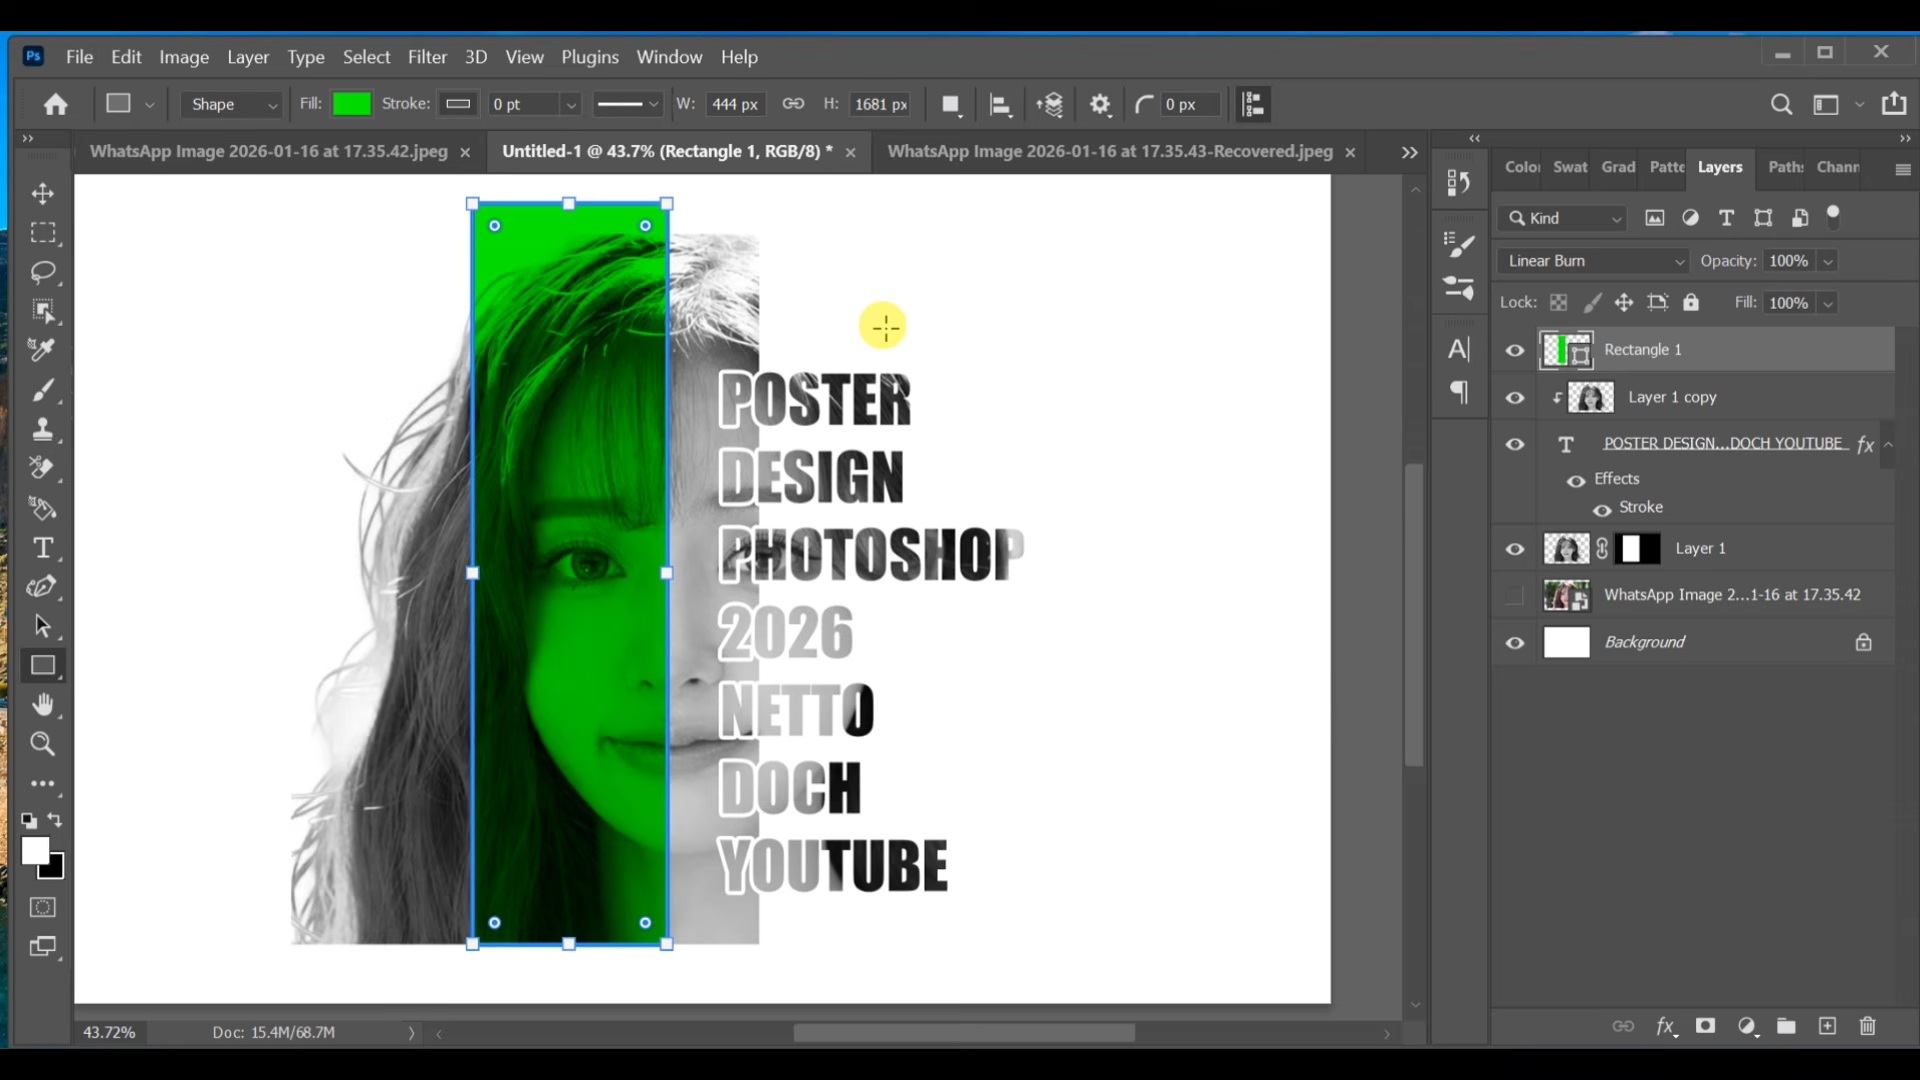 Ps File Edit Image Layer Type Select Filter 3D View Plugins Window Help
Shape Fill: Stroke: 0 pt W: 444 px H: 1681 px 0 px
WhatsApp Image 2026-01-16 at 17.35.42.jpeg × Untitled-1 @ 43.7% (Rectangle 1, RGB/8) * × WhatsApp Image 2026-01-16 at 17.35.43-Recovered.jpeg ×
Color Swat Grad Patte Layers Paths Chann
Kind
Linear Burn Opacity: 100%
Lock: Fill: 100%
Rectangle 1
Layer 1 copy
T POSTER DESIGN...DOCH YOUTUBE fx
Effects
Stroke
Layer 1
WhatsApp Image 2...1-16 at 17.35.42
Background
POSTER
DESIGN
PHOTOSHOP
2026
NETTO
DOCH
YOUTUBE
43.72% Doc: 15.4M/68.7M
fx